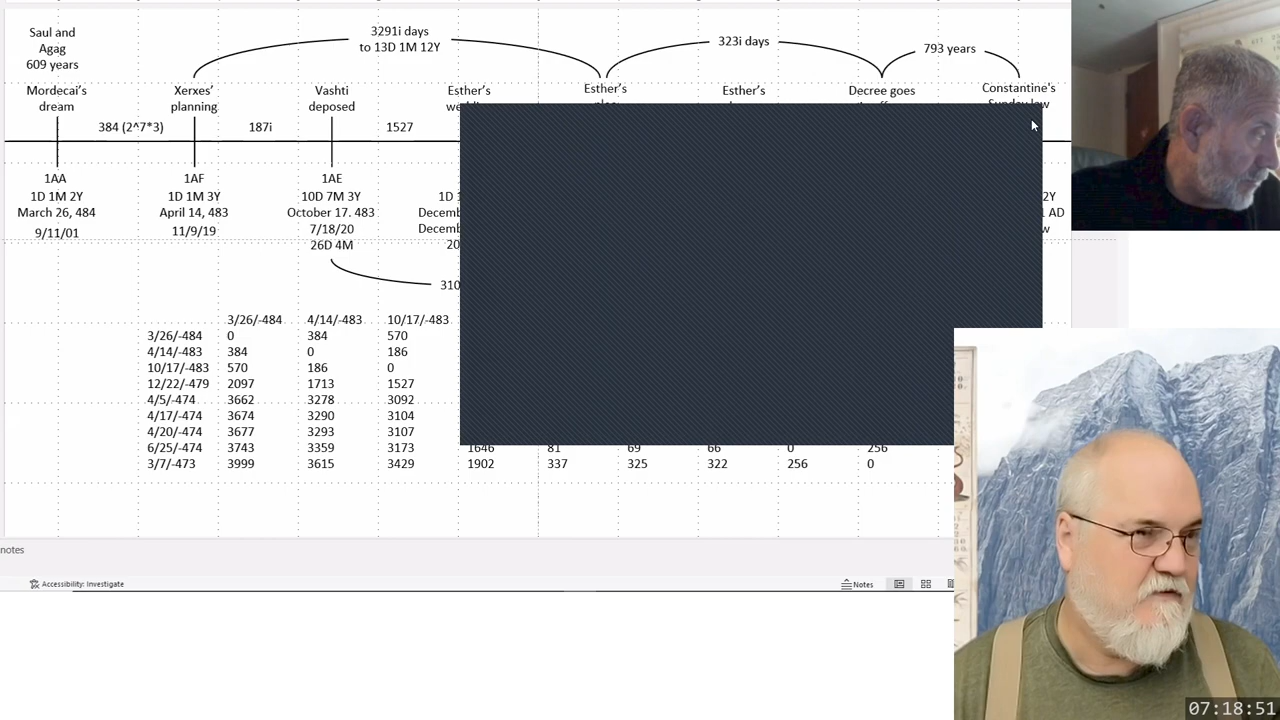 Saul and
Agag
609 years
3291i days
to 13D 1M 12Y
323i days
793 years
Mordecai's
dream
Xerxes'
planning
Vashti
deposed
Esther's
Esther's
Esther's
Decree goes
Constantine's
Sunday law
384 (2^7*3)
187i
1527
1AA
1D 1M 2Y
March 26, 484
9/11/01
1AF
1D 1M 3Y
April 14, 483
11/9/19
1AE
10D 7M 3Y
October 17. 483
7/18/20
26D 4M
1D
20
2Y
AD
310
3/26/-484 4/14/-483 10/17/-483
3/26/-484 0 384 570
4/14/-483 384 0 186
10/17/-483 570 186 0
12/22/-479 2097 1713 1527
4/5/-474 3662 3278 3092
4/17/-474 3674 3290 3104
4/20/-474 3677 3293 3107
6/25/-474 3743 3359 3173 1646 81 69 66 0 256
3/7/-473 3999 3615 3429 1902 337 325 322 256 0
notes
Accessibility: Investigate
Notes
07:18:51